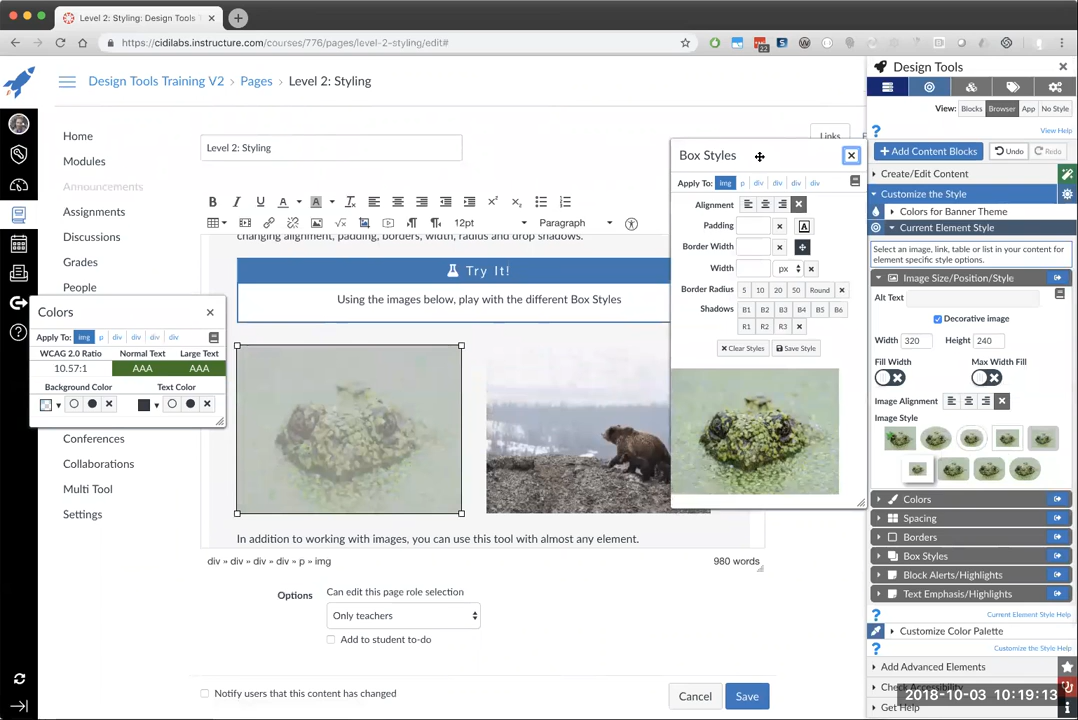 Level 2: Styling: Design Tools T
https://cidilabs.instructure.com/courses/776/pages/level-2-styling/edit#
22
Design Tools Training V2 > Pages > Level 2: Styling
Home
Modules
Announcements
Assignments
Discussions
Grades
People
Conferences
Collaborations
Multi Tool
Settings
Level 2: Styling
Links
B I U A A
12pt Paragraph
changing alignment, padding, borders, width, radius and drop shadows.
Try It!
Using the images below, play with the different Box Styles
In addition to working with images, you can use this tool with almost any element.
div » div » div » div » p » img
980 words
Options
Can edit this page role selection
Only teachers
Add to student to-do
Notify users that this content has changed
Cancel
Save
Colors
Apply To: img p div div div div
WCAG 2.0 Ratio Normal Text Large Text
10.57:1 AAA AAA
Background Color Text Color
Box Styles
Apply To: img p div div div div
Alignment
Padding
A
Border Width
Width px
Border Radius 5 10 20 50 Round
Shadows B1 B2 B3 B4 B5 B6
R1 R2 R3
Clear Styles Save Style
Design Tools
View: Blocks Browser App No Style
View Help
+ Add Content Blocks Undo Redo
Create/Edit Content
Customize the Style
Colors for Banner Theme
Current Element Style
Select an image, link, table or list in your content for
element specific style options.
Image Size/Position/Style
Alt Text
Decorative image
Width 320 Height 240
Fill Width Max Width Fill
Image Alignment
Image Style
Colors
Spacing
Borders
Box Styles
Block Alerts/Highlights
Text Emphasis/Highlights
Current Element Style Help
Customize Color Palette
Customize the Style Help
Add Advanced Elements
Check Accessibility
2018-10-03 10:19:13
Get Help